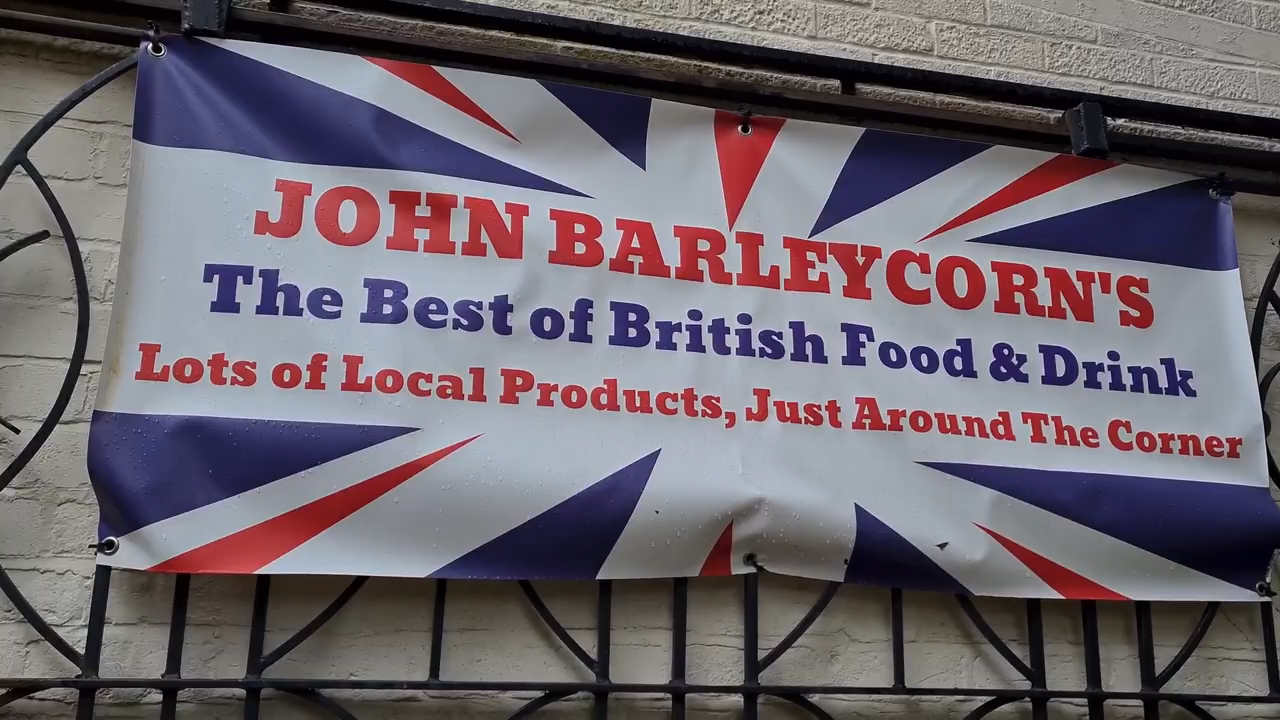 JOHN BARLEYCORN'S
The Best of British Food & Drink
Lots of Local Products, Just Around The Corner